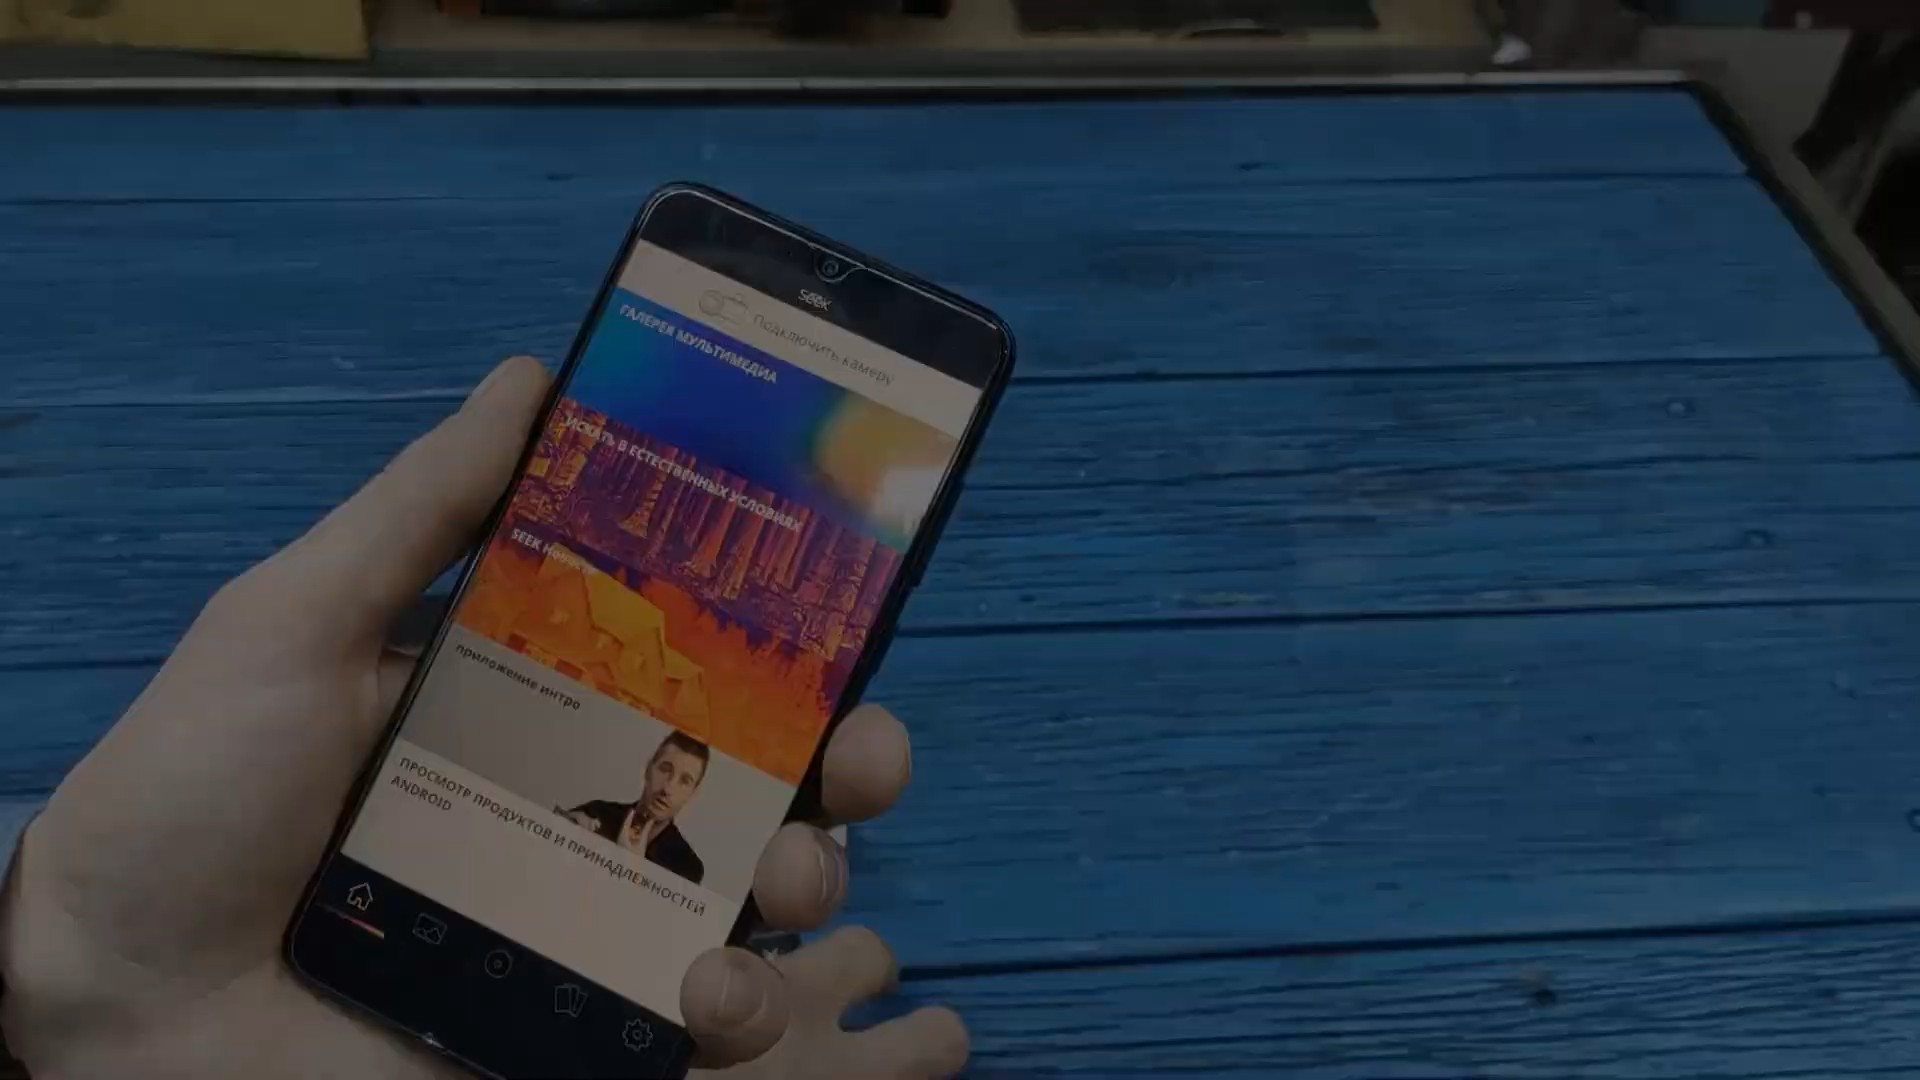 seek
Подключить камеру
ГАЛЕРЕЯ МУЛЬТИМЕДИА
ИСКАТЬ В ЕСТЕСТВЕННЫХ УСЛОВИЯХ
SEEK
приложение интро
ПРОСМОТР ПРОДУКТОВ И ПРИНАДЛЕЖНОСТЕЙ
ANDROID